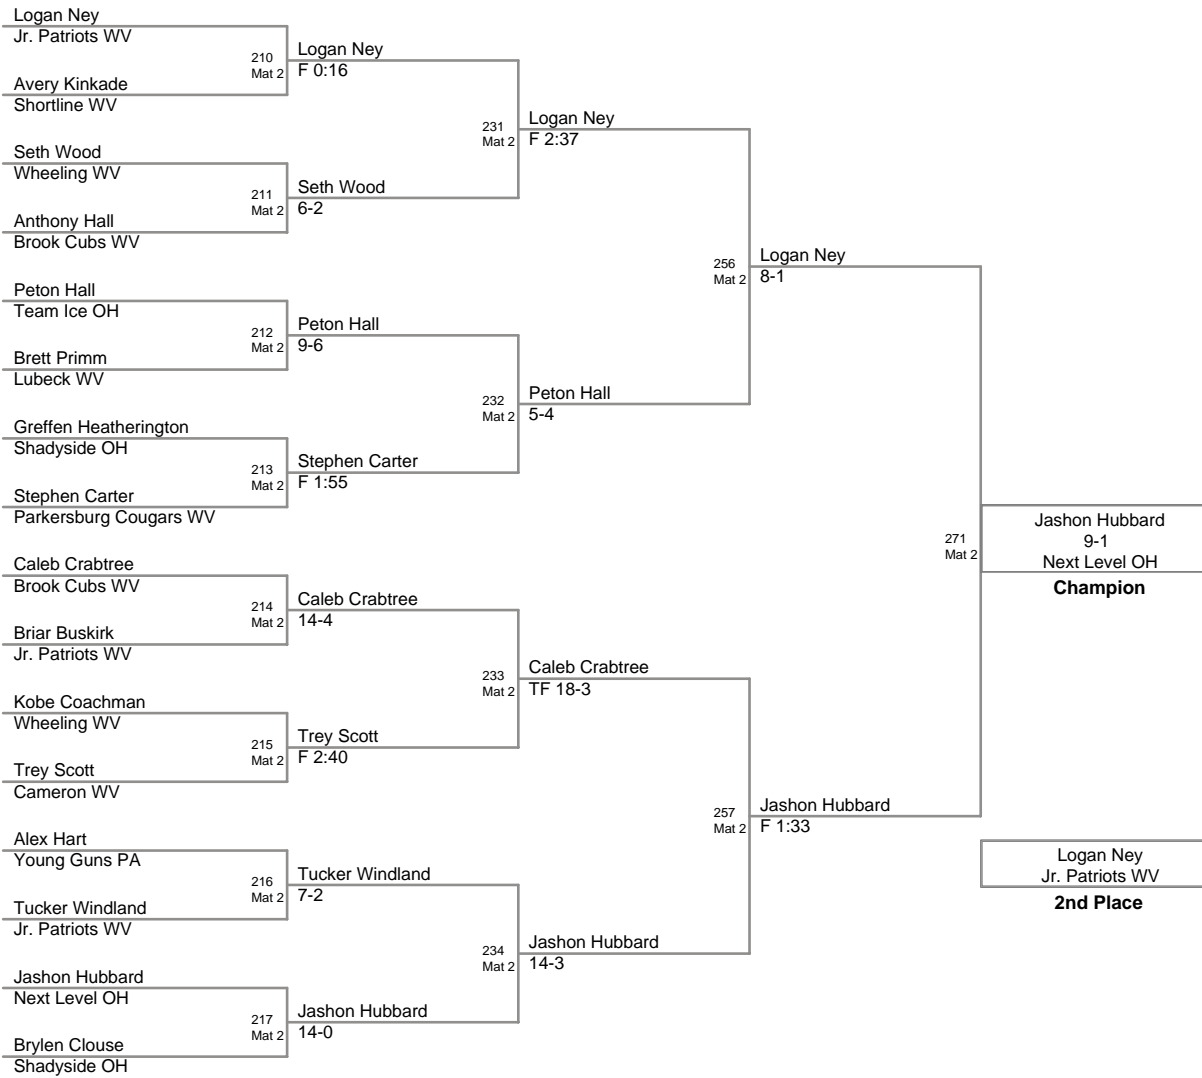 Logan Ney
Jr. Patriots WV
210
Mat 2
Logan Ney
F 0:16
Avery Kinkade
Shortline WV
231
Mat 2
Logan Ney
F 2:37
Seth Wood
Wheeling WV
211
Mat 2
Seth Wood
6-2
Anthony Hall
Brook Cubs WV
256
Mat 2
Logan Ney
8-1
Peton Hall
Team Ice OH
212
Mat 2
Peton Hall
9-6
Brett Primm
Lubeck WV
232
Mat 2
Peton Hall
5-4
Greffen Heatherington
Shadyside OH
213
Mat 2
Stephen Carter
F 1:55
Stephen Carter
Parkersburg Cougars WV
271
Mat 2
Jashon Hubbard
9-1
Next Level OH
Champion
Caleb Crabtree
Brook Cubs WV
214
Mat 2
Caleb Crabtree
14-4
Briar Buskirk
Jr. Patriots WV
233
Mat 2
Caleb Crabtree
TF 18-3
Kobe Coachman
Wheeling WV
215
Mat 2
Trey Scott
F 2:40
Trey Scott
Cameron WV
257
Mat 2
Jashon Hubbard
F 1:33
Alex Hart
Young Guns PA
216
Mat 2
Tucker Windland
7-2
Tucker Windland
Jr. Patriots WV
Logan Ney
Jr. Patriots WV
2nd Place
234
Mat 2
Jashon Hubbard
14-3
Jashon Hubbard
Next Level OH
217
Mat 2
Jashon Hubbard
14-0
Brylen Clouse
Shadyside OH